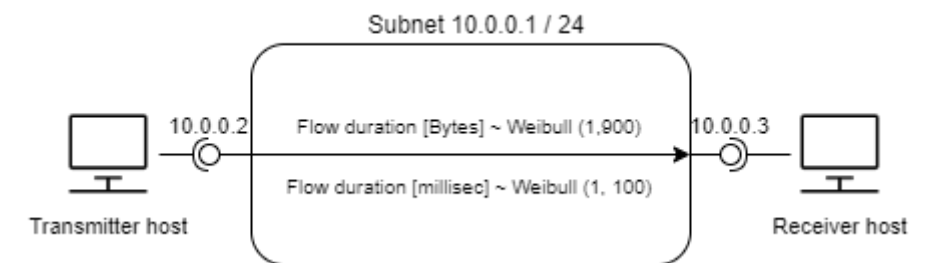 Subnet 10.0.0.1 / 24
10.0.0.2
Flow duration [Bytes] ~ Weibull (1,900)
10.0.0.3
Flow duration [millisec] ~ Weibull (1, 100)
Transmitter host
Receiver host